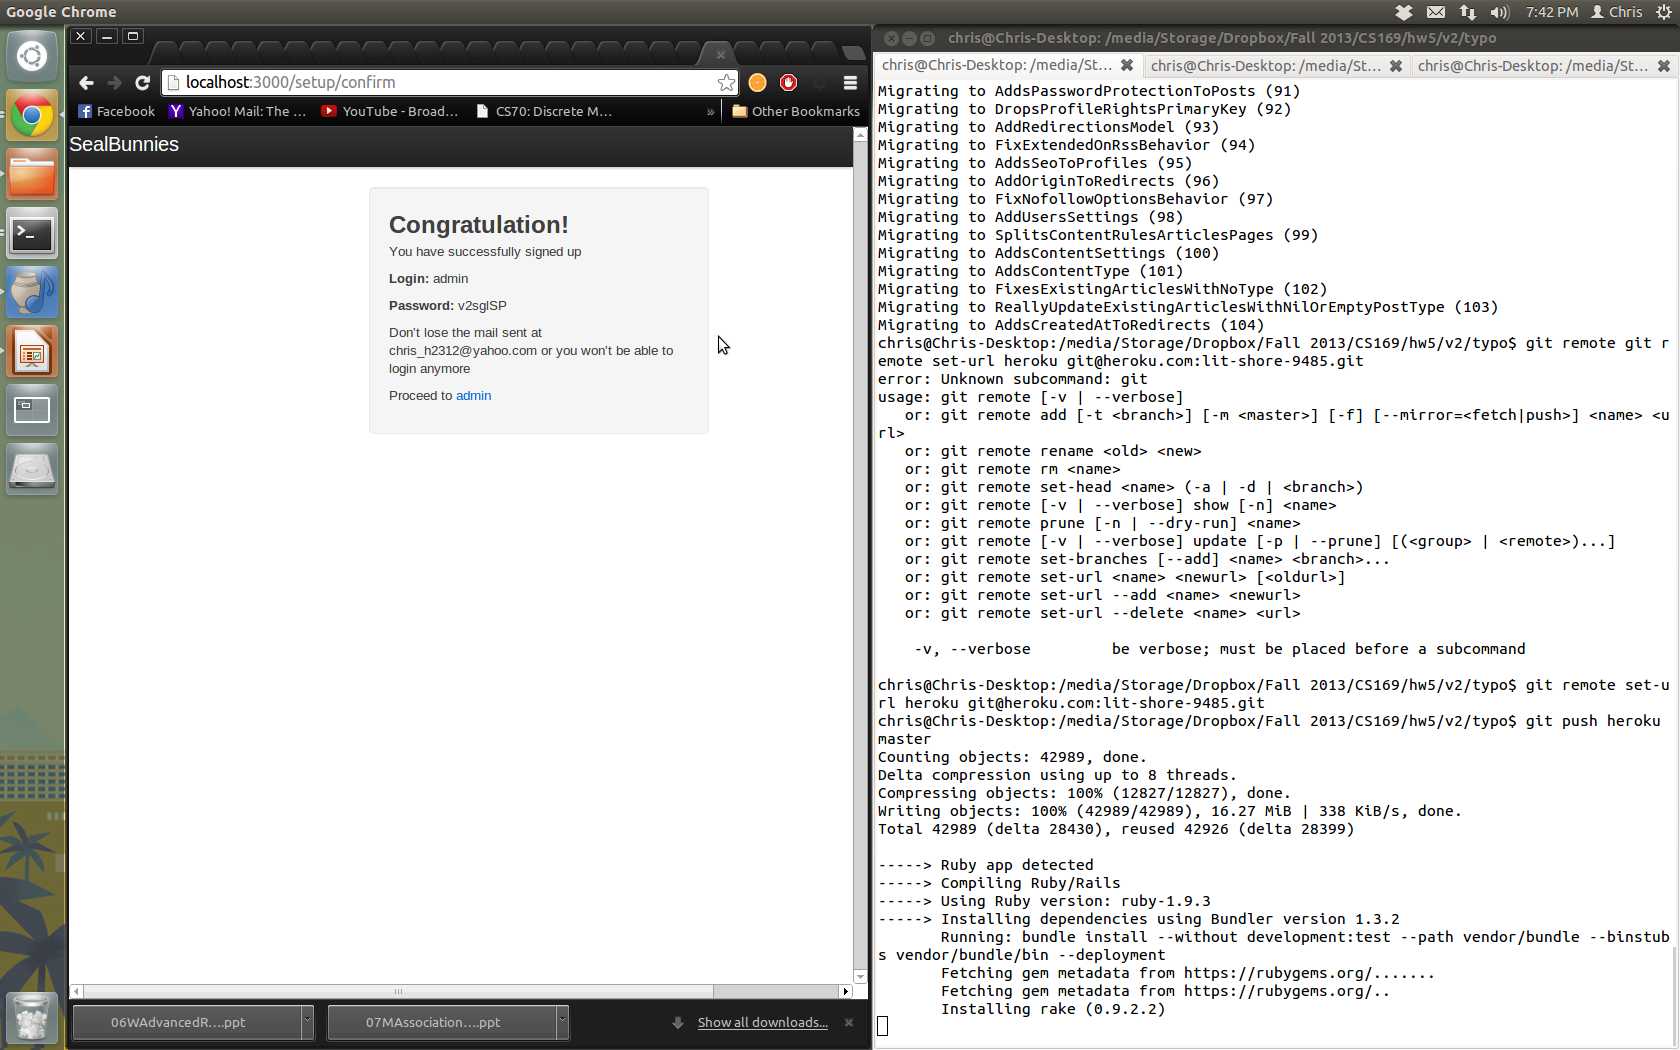 Google Chrome
7:42 PM
Chris
localhost:3000/setup/confirm
Facebook
Yahoo! Mail: The ...
YouTube - Broad...
CS70: Discrete M...
»
Other Bookmarks
SealBunnies
Congratulation!
You have successfully signed up
Login: admin
Password: v2sglSP
Don't lose the mail sent at
chris_h2312@yahoo.com or you won't be able to
login anymore
Proceed to admin
06WAdvancedR....ppt
07MAssociation....ppt
Show all downloads...
chris@Chris-Desktop: /media/Storage/Dropbox/Fall 2013/CS169/hw5/v2/typo
chris@Chris-Desktop: /media/St...
chris@Chris-Desktop: /media/St...
chris@Chris-Desktop: /media/St...
Migrating to AddsPasswordProtectionToPosts (91)
Migrating to DropsProfileRightsPrimaryKey (92)
Migrating to AddRedirectionsModel (93)
Migrating to FixExtendedOnRssBehavior (94)
Migrating to AddsSeoToProfiles (95)
Migrating to AddOriginToRedirects (96)
Migrating to FixNofollowOptionsBehavior (97)
Migrating to AddUsersSettings (98)
Migrating to SplitsContentRulesArticlesPages (99)
Migrating to AddsContentSettings (100)
Migrating to AddsContentType (101)
Migrating to FixesExistingArticlesWithNoType (102)
Migrating to ReallyUpdateExistingArticlesWithNilOrEmptyPostType (103)
Migrating to AddsCreatedAtToRedirects (104)
chris@Chris-Desktop:/media/Storage/Dropbox/Fall 2013/CS169/hw5/v2/typo$ git remote git r
emote set-url heroku git@heroku.com:lit-shore-9485.git
error: Unknown subcommand: git
usage: git remote [-v | --verbose]
or: git remote add [-t <branch>] [-m <master>] [-f] [--mirror=<fetch|push>] <name> <u
rl>
or: git remote rename <old> <new>
or: git remote rm <name>
or: git remote set-head <name> (-a | -d | <branch>)
or: git remote [-v | --verbose] show [-n] <name>
or: git remote prune [-n | --dry-run] <name>
or: git remote [-v | --verbose] update [-p | --prune] [(<group> | <remote>)...]
or: git remote set-branches [--add] <name> <branch>...
or: git remote set-url <name> <newurl> [<oldurl>]
or: git remote set-url --add <name> <newurl>
or: git remote set-url --delete <name> <url>
-v, --verbose be verbose; must be placed before a subcommand
chris@Chris-Desktop:/media/Storage/Dropbox/Fall 2013/CS169/hw5/v2/typo$ git remote set-u
rl heroku git@heroku.com:lit-shore-9485.git
chris@Chris-Desktop:/media/Storage/Dropbox/Fall 2013/CS169/hw5/v2/typo$ git push heroku
master
Counting objects: 42989, done.
Delta compression using up to 8 threads.
Compressing objects: 100% (12827/12827), done.
Writing objects: 100% (42989/42989), 16.27 MiB | 338 KiB/s, done.
Total 42989 (delta 28430), reused 42926 (delta 28399)
-----> Ruby app detected
-----> Compiling Ruby/Rails
-----> Using Ruby version: ruby-1.9.3
-----> Installing dependencies using Bundler version 1.3.2
Running: bundle install --without development:test --path vendor/bundle --binstub
s vendor/bundle/bin --deployment
Fetching gem metadata from https://rubygems.org/.......
Fetching gem metadata from https://rubygems.org/..
Installing rake (0.9.2.2)